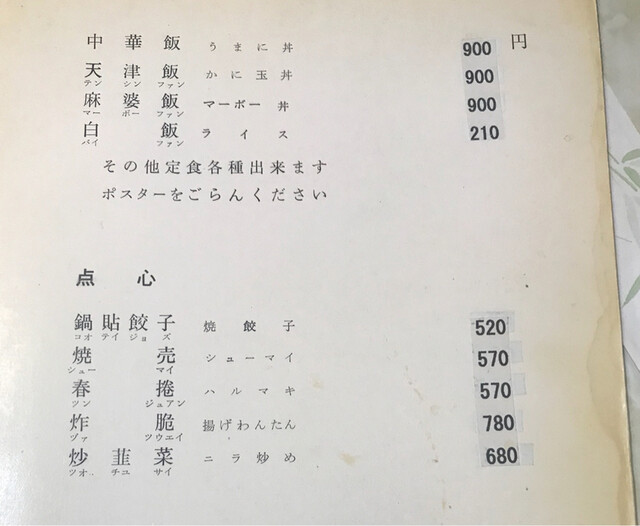 中華飯 うまに丼 900円
天津飯 かに玉丼 900
テン シン ファン
麻婆飯 マーボー丼 900
マー ボー ファン
白飯 ライス 210
バイ ファン
その他定食各種出来ます
ポスターをごらんください
点心
鍋貼餃子 焼餃子 520
コオ テイ ジョ ズ
焼売 シューマイ 570
シュー マイ
春捲 ハルマキ 570
ツン ジュアン
炸脆 揚げわんたん 780
ヅァ ツウエイ
炒韮菜 ニラ炒め 680
ツオ チユ サイ